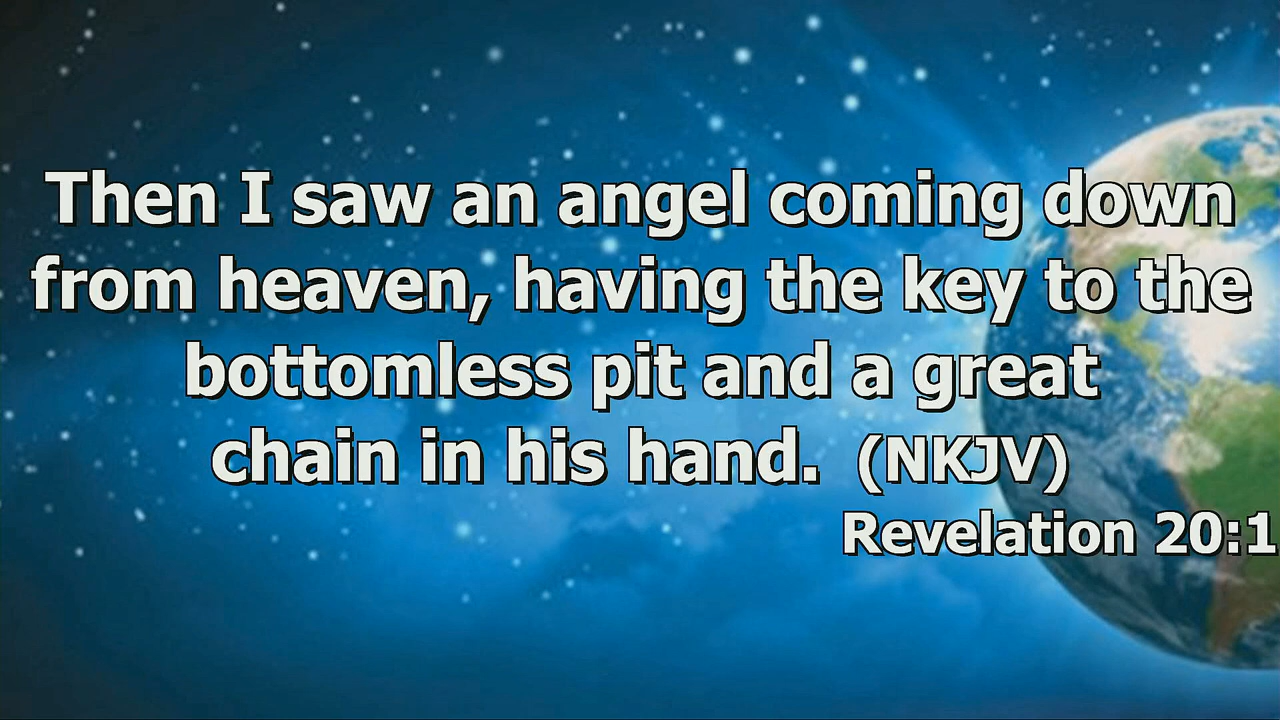 Then I saw an angel coming down
from heaven, having the key to the
bottomless pit and a great
chain in his hand. (NKJV)
Revelation 20:1